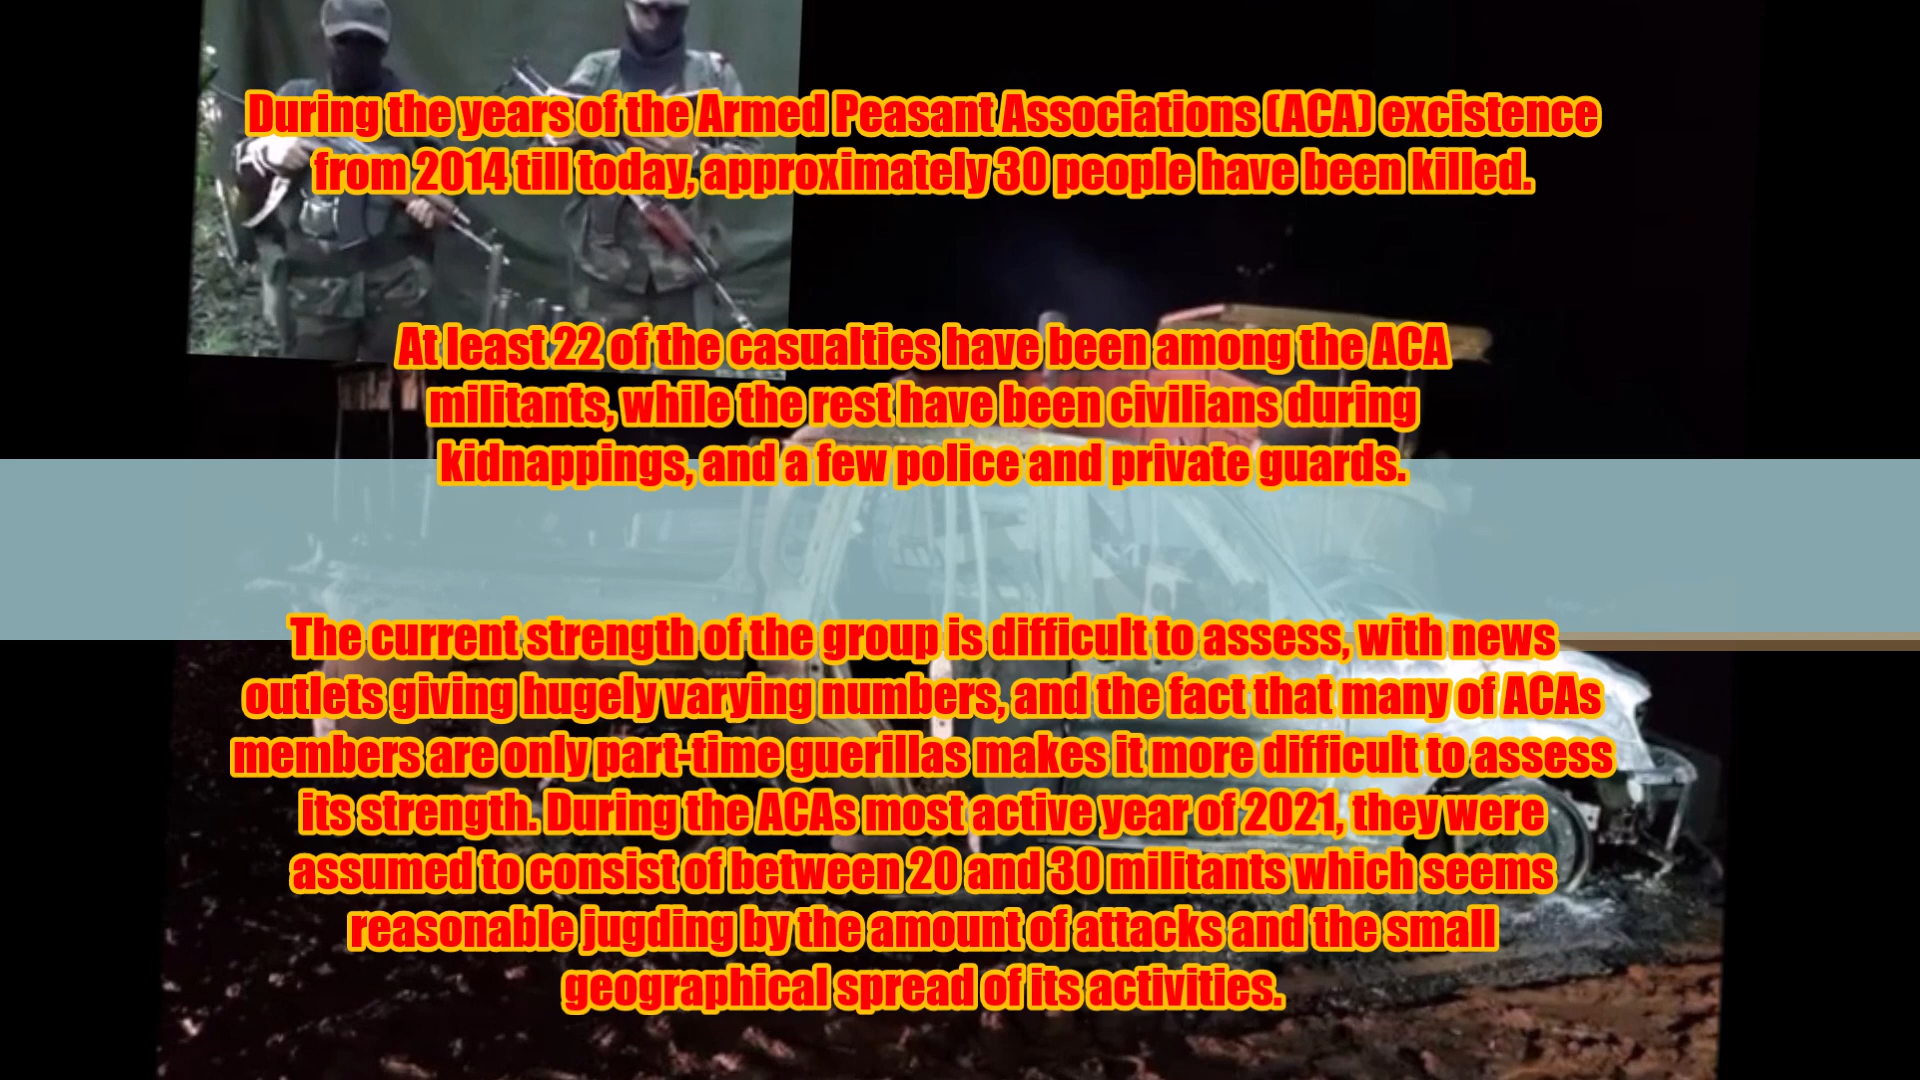 During the years of the Armed Peasant Associations (ACA) excistence
from 2014 till today, approximately 30 people have been killed.
At least 22 of the casualties have been among the ACA
militants, while the rest have been civilians during
kidnappings, and a few police and private guards.
The current strength of the group is difficult to assess, with news
outlets giving hugely varying numbers, and the fact that many of ACAs
members are only part-time guerillas makes it more difficult to assess
its strength. During the ACAs most active year of 2021, they were
assumed to consist of between 20 and 30 militants which seems
reasonable jugding by the amount of attacks and the small
geographical spread of its activities.